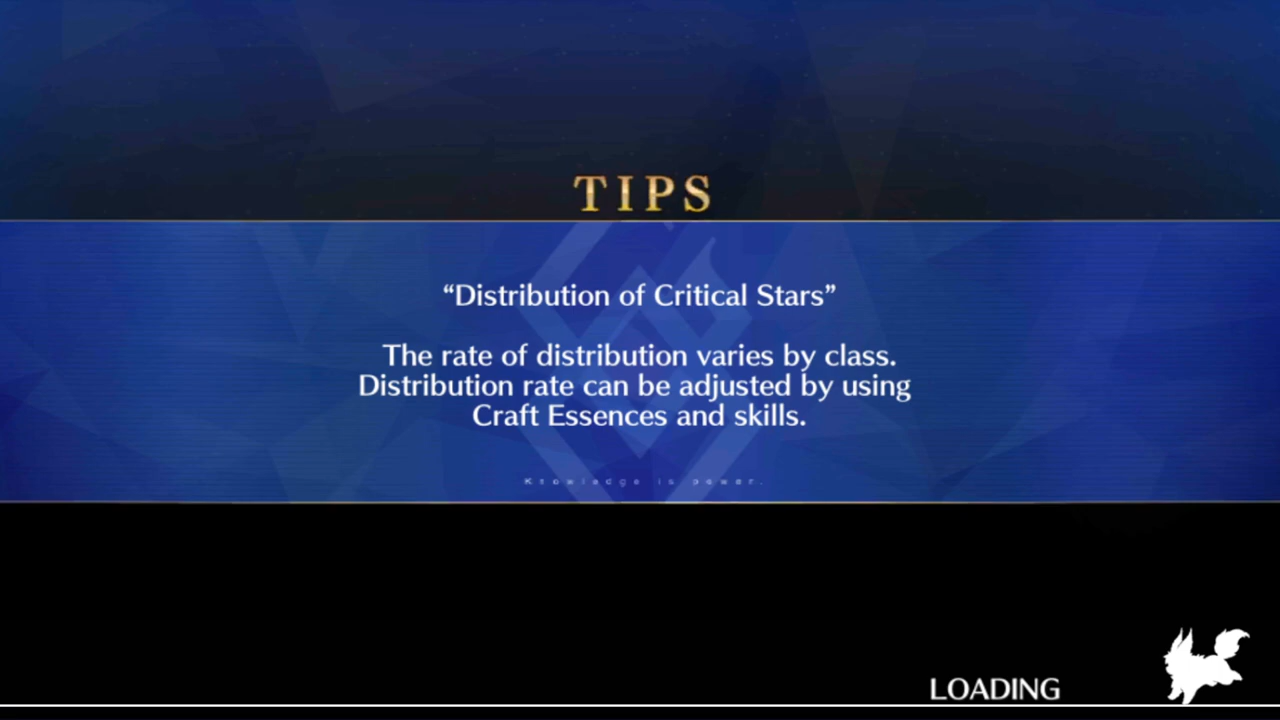 TIPS
“Distribution of Critical Stars”
The rate of distribution varies by class.
Distribution rate can be adjusted by using
Craft Essences and skills.
Knowledge is power.
LOADING